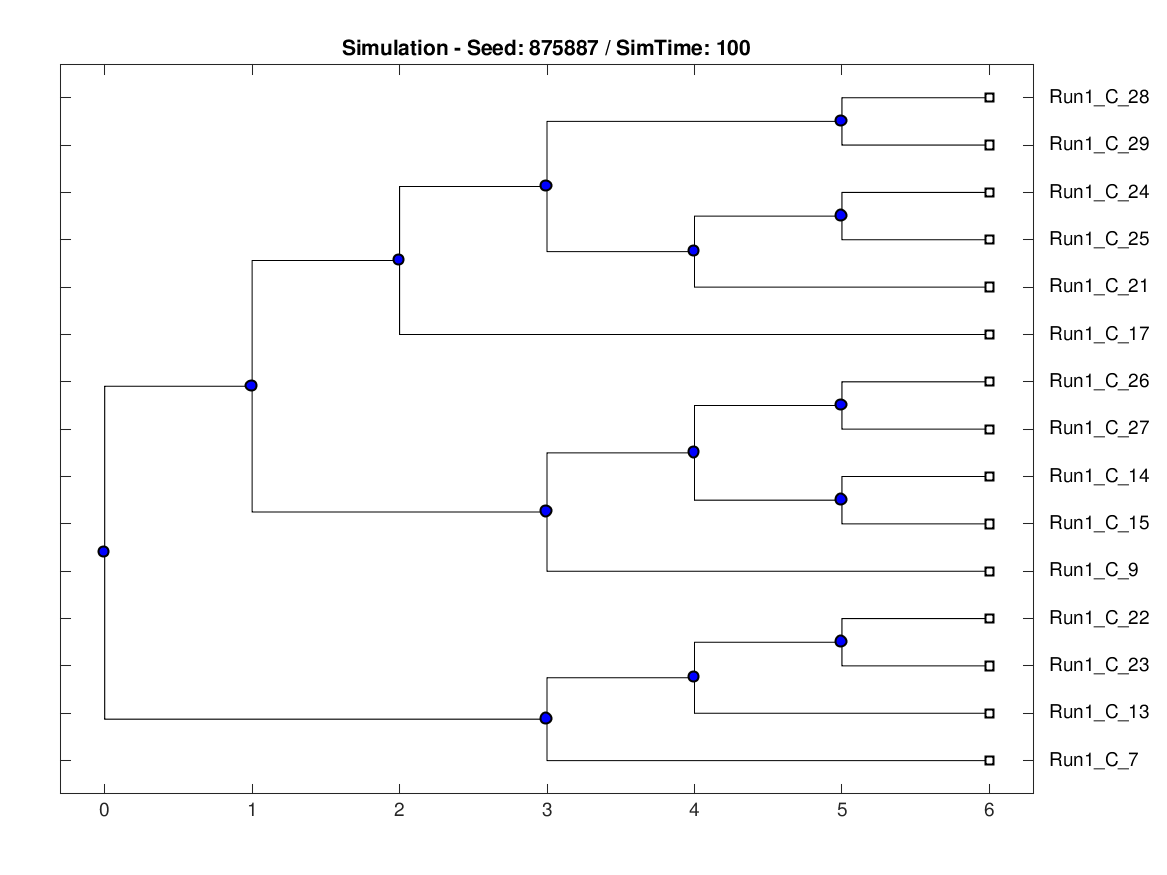 Simulation - Seed: 875887 / SimTime: 100
Run1_C_28
Run1_C_29
Run1_C_24
Run1_C_25
Run1_C_21
Run1_C_17
Run1_C_26
Run1_C_27
Run1_C_14
Run1_C_15
Run1_C_9
Run1_C_22
Run1_C_23
Run1_C_13
Run1_C_7
0 1 2 3 4 5 6